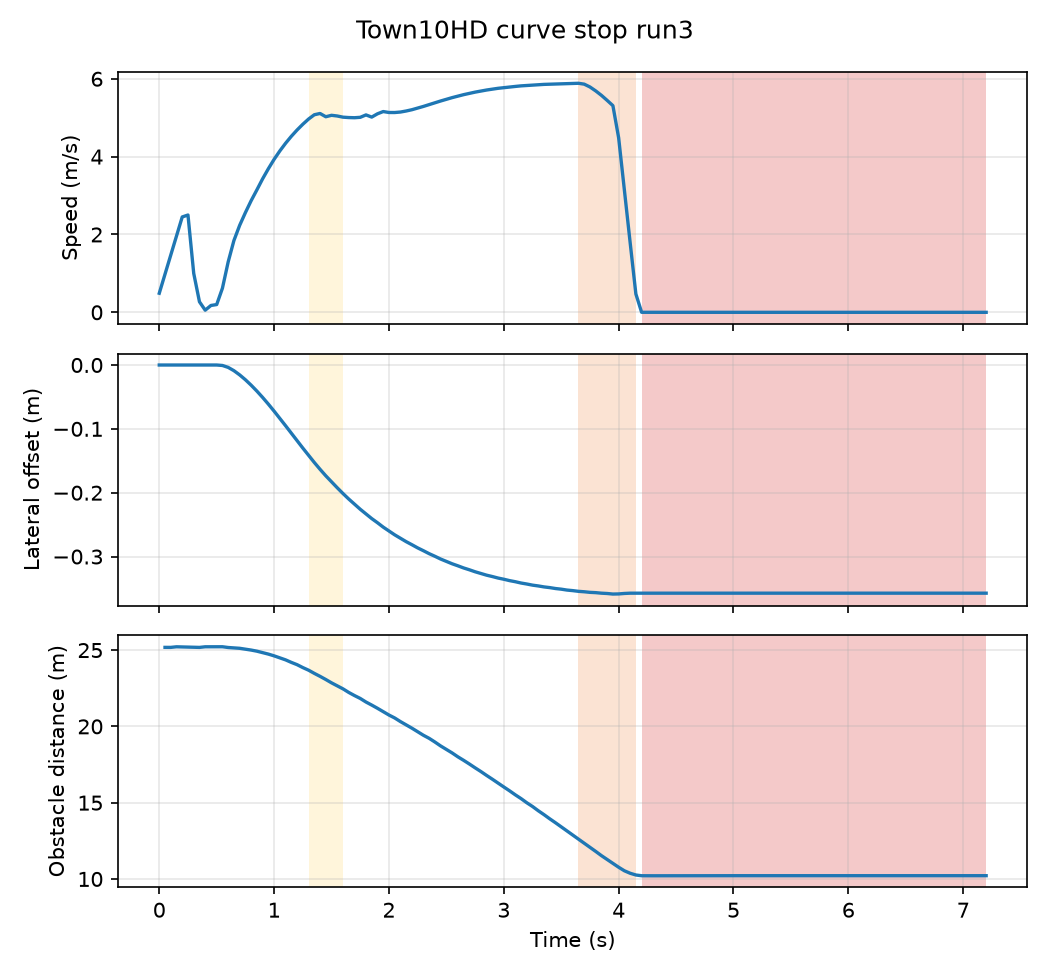 Town10HD curve stop run3
Speed (m/s)
6
4
2
0
Lateral offset (m)
0.0
−0.1
−0.2
−0.3
Obstacle distance (m)
25
20
15
10
0 1 2 3 4 5 6 7
Time (s)